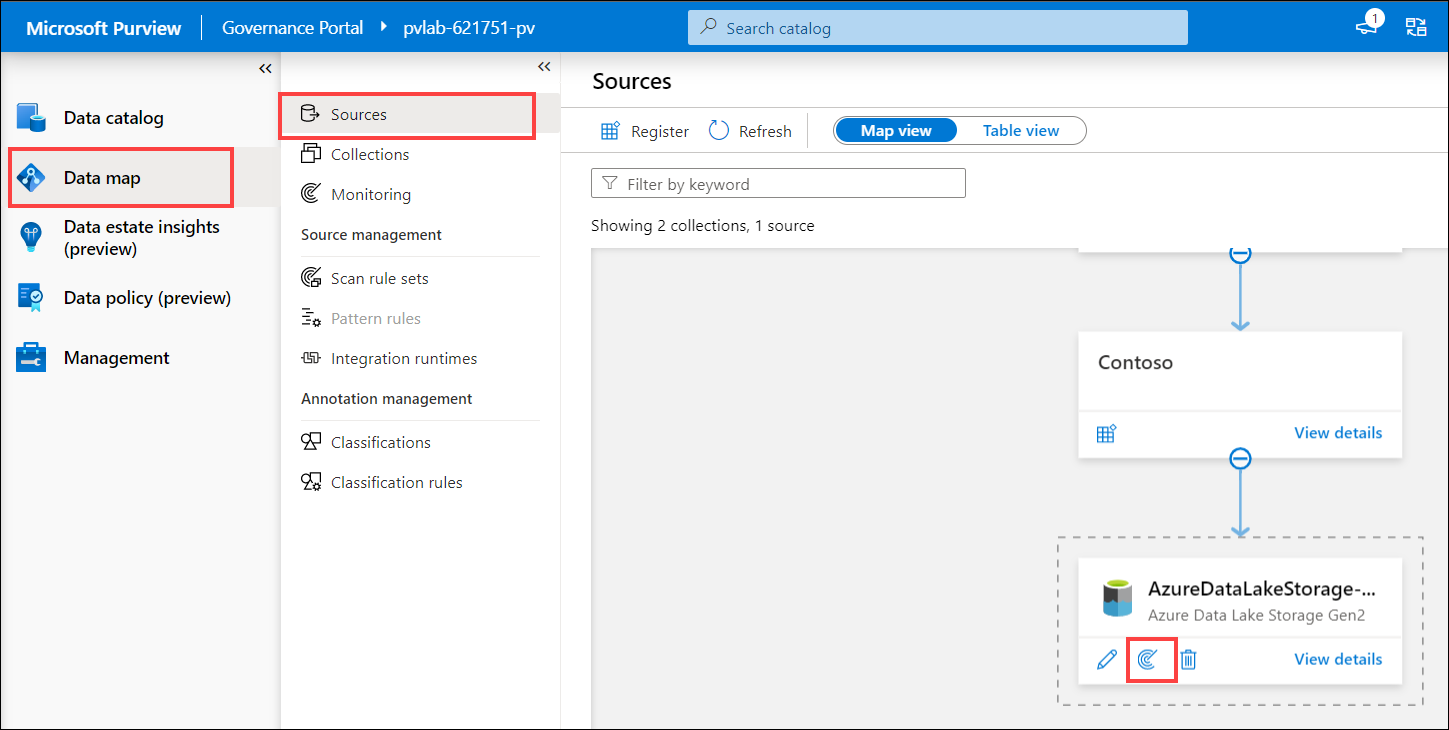 Microsoft Purview
Governance Portal
pvlab-621751-pv
Search catalog
1
Data catalog
Data map
Data estate insights
(preview)
Data policy (preview)
Management
Sources
Collections
Monitoring
Source management
Scan rule sets
Pattern rules
Integration runtimes
Annotation management
Classifications
Classification rules
Sources
Register
Refresh
Map view
Table view
Filter by keyword
Showing 2 collections, 1 source
Contoso
View details
AzureDataLakeStorage-...
Azure Data Lake Storage Gen2
View details